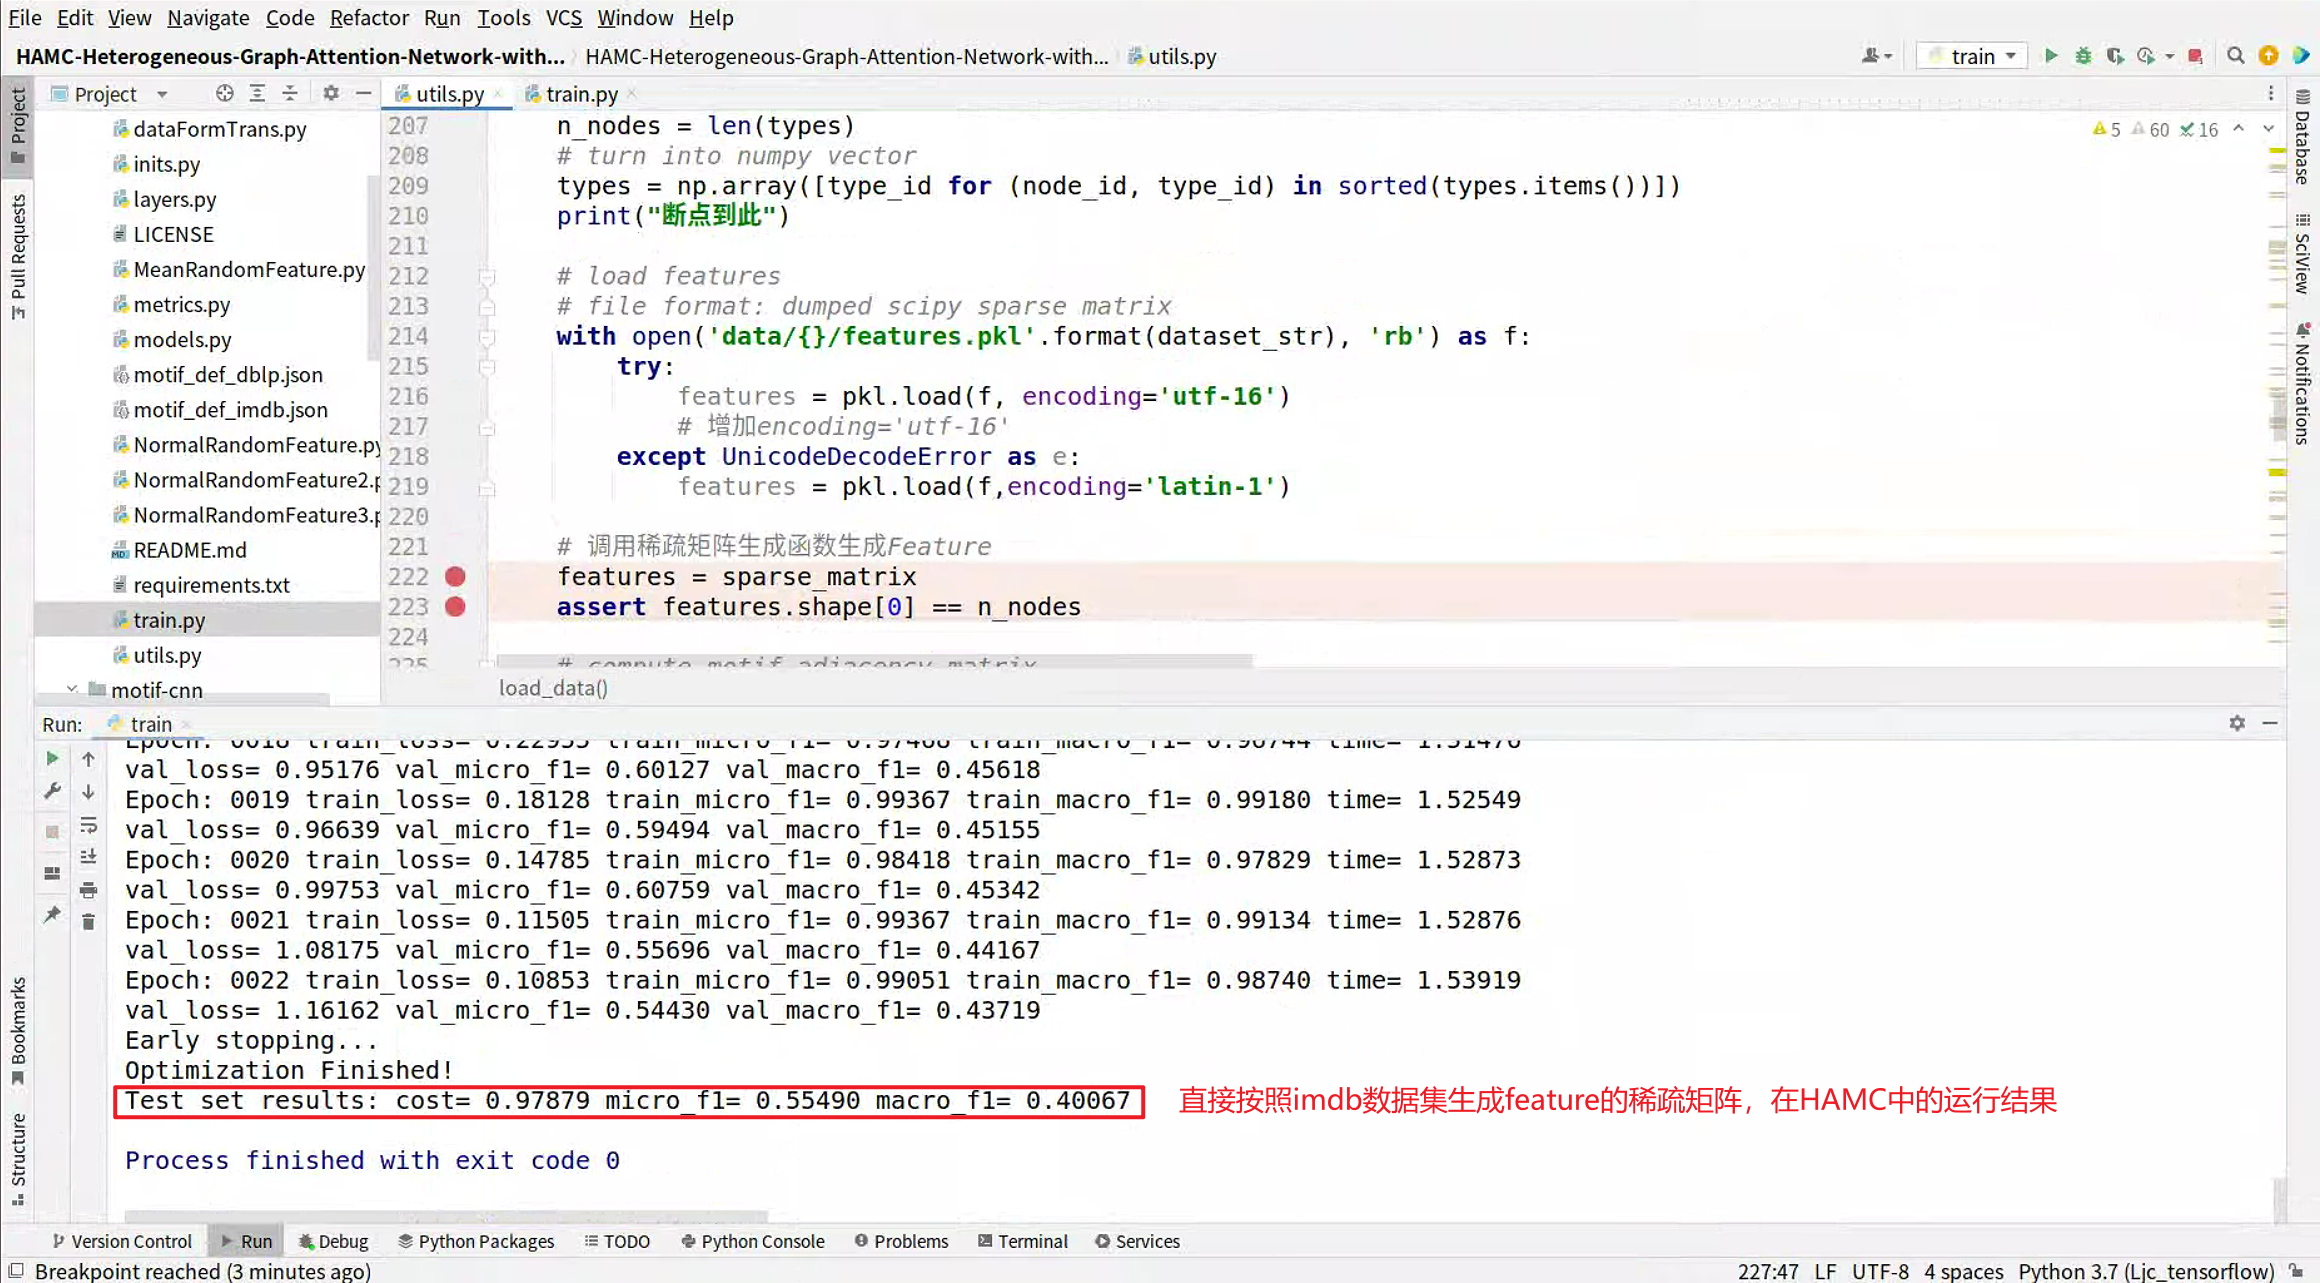 File Edit View Navigate Code Refactor Run Tools VCS Window Help
HAMC-Heterogeneous-Graph-Attention-Network-with... HAMC-Heterogeneous-Graph-Attention-Network-with... utils.py train
Project
utils.py train.py
Project
Pull Requests
Bookmarks
Structure
Database
SciView
Notifications
dataFormTrans.py
inits.py
layers.py
LICENSE
MeanRandomFeature.py
metrics.py
models.py
motif_def_dblp.json
motif_def_imdb.json
NormalRandomFeature.py
NormalRandomFeature2.p
NormalRandomFeature3.p
README.md
requirements.txt
train.py
utils.py
motif-cnn
5 60 16
207 n_nodes = len(types)
208 # turn into numpy vector
209 types = np.array([type_id for (node_id, type_id) in sorted(types.items())])
210 print("断点到此")
211
212 # load features
213 # file format: dumped scipy sparse matrix
214 with open('data/{}/features.pkl'.format(dataset_str), 'rb') as f:
215 try:
216 features = pkl.load(f, encoding='utf-16')
217 # 增加encoding='utf-16'
218 except UnicodeDecodeError as e:
219 features = pkl.load(f,encoding='latin-1')
220
221 # 调用稀疏矩阵生成函数生成Feature
222 features = sparse_matrix
223 assert features.shape[0] == n_nodes
224
225 # compute motif adjacency matrix
load_data()
Run: train
Epoch: 0018 train_loss= 0.22953 train_micro_f1= 0.97468 train_macro_f1= 0.96744 time= 1.51476
val_loss= 0.95176 val_micro_f1= 0.60127 val_macro_f1= 0.45618
Epoch: 0019 train_loss= 0.18128 train_micro_f1= 0.99367 train_macro_f1= 0.99180 time= 1.52549
val_loss= 0.96639 val_micro_f1= 0.59494 val_macro_f1= 0.45155
Epoch: 0020 train_loss= 0.14785 train_micro_f1= 0.98418 train_macro_f1= 0.97829 time= 1.52873
val_loss= 0.99753 val_micro_f1= 0.60759 val_macro_f1= 0.45342
Epoch: 0021 train_loss= 0.11505 train_micro_f1= 0.99367 train_macro_f1= 0.99134 time= 1.52876
val_loss= 1.08175 val_micro_f1= 0.55696 val_macro_f1= 0.44167
Epoch: 0022 train_loss= 0.10853 train_micro_f1= 0.99051 train_macro_f1= 0.98740 time= 1.53919
val_loss= 1.16162 val_micro_f1= 0.54430 val_macro_f1= 0.43719
Early stopping...
Optimization Finished!
Test set results: cost= 0.97879 micro_f1= 0.55490 macro_f1= 0.40067
直接按照imdb数据集生成feature的稀疏矩阵，在HAMC中的运行结果
Process finished with exit code 0
Version Control Run Debug Python Packages TODO Python Console Problems Terminal Services
Breakpoint reached (3 minutes ago) 227:47 LF UTF-8 4 spaces Python 3.7 (Ljc_tensorflow)